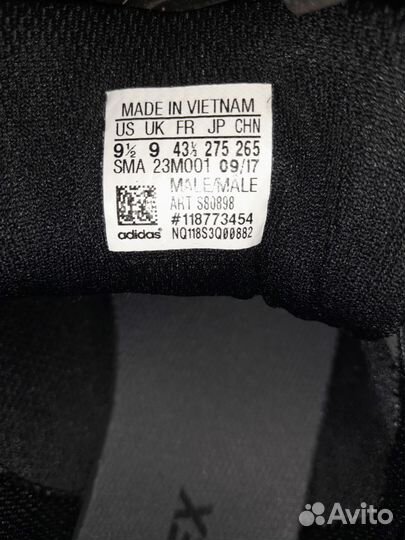 MADE IN VIETNAM
US UK FR JP CHN
9½ 9 43⅓ 275 265
SMA 23M001 09/17
MALE/MALE
ART S80898
#118773454
adidas NQ118S3Q00882
EX
Avito